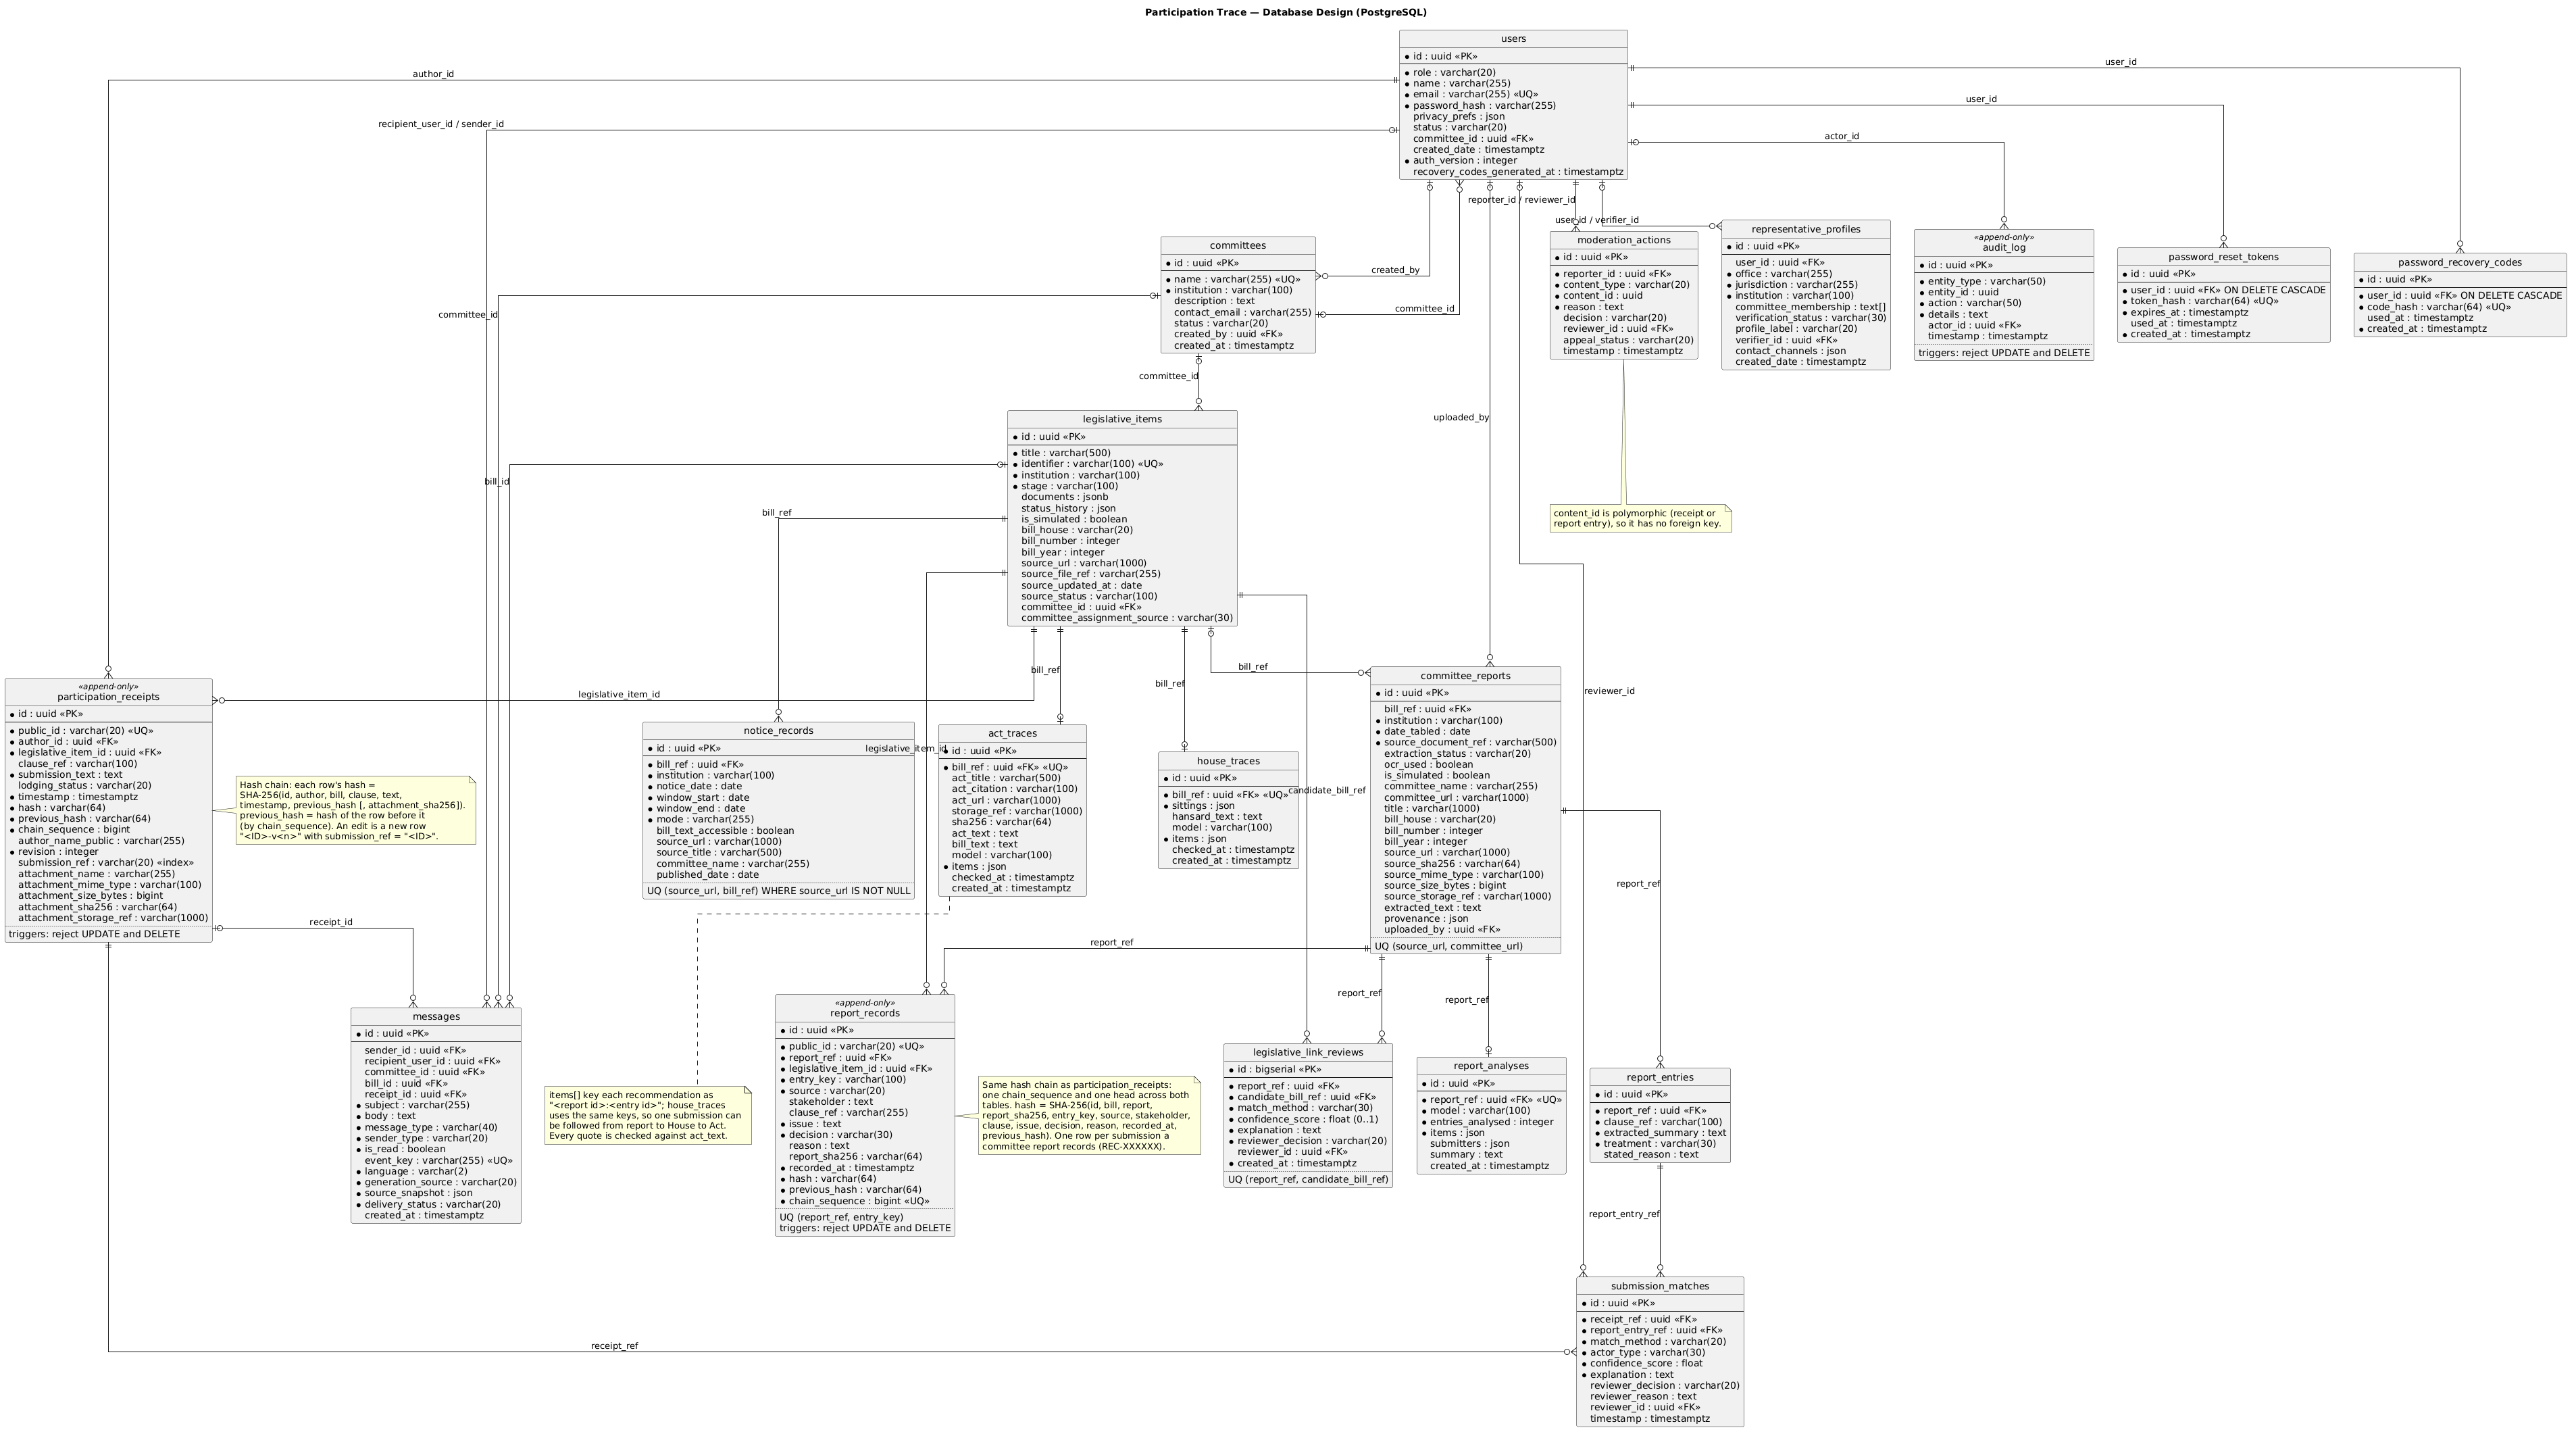 Participation Trace — Database Design (PostgreSQL)
users
id : uuid «PK»
role : varchar(20)
name : varchar(255)
email : varchar(255) «UQ»
password_hash : varchar(255)
privacy_prefs : json
status : varchar(20)
committee_id : uuid «FK»
created_date : timestamptz
auth_version : integer
recovery_codes_generated_at : timestamptz
author_id
recipient_user_id / sender_id
user_id
user_id
actor_id
reporter_id / reviewer_id
user_id / verifier_id
created_by
committee_id
committee_id
committee_id
uploaded_by
committees
id : uuid «PK»
name : varchar(255) «UQ»
institution : varchar(100)
description : text
contact_email : varchar(255)
status : varchar(20)
created_by : uuid «FK»
created_at : timestamptz
moderation_actions
id : uuid «PK»
reporter_id : uuid «FK»
content_type : varchar(20)
content_id : uuid
reason : text
decision : varchar(20)
reviewer_id : uuid «FK»
appeal_status : varchar(20)
timestamp : timestamptz
representative_profiles
id : uuid «PK»
user_id : uuid «FK»
office : varchar(255)
jurisdiction : varchar(255)
institution : varchar(100)
committee_membership : text[]
verification_status : varchar(30)
profile_label : varchar(20)
verifier_id : uuid «FK»
contact_channels : json
created_date : timestamptz
«append-only»
audit_log
id : uuid «PK»
entity_type : varchar(50)
entity_id : uuid
action : varchar(50)
details : text
actor_id : uuid «FK»
timestamp : timestamptz
triggers: reject UPDATE and DELETE
password_reset_tokens
id : uuid «PK»
user_id : uuid «FK» ON DELETE CASCADE
token_hash : varchar(64) «UQ»
expires_at : timestamptz
used_at : timestamptz
created_at : timestamptz
password_recovery_codes
id : uuid «PK»
user_id : uuid «FK» ON DELETE CASCADE
code_hash : varchar(64) «UQ»
used_at : timestamptz
created_at : timestamptz
legislative_items
id : uuid «PK»
title : varchar(500)
identifier : varchar(100) «UQ»
institution : varchar(100)
stage : varchar(100)
documents : jsonb
status_history : json
is_simulated : boolean
bill_house : varchar(20)
bill_number : integer
bill_year : integer
source_url : varchar(1000)
source_file_ref : varchar(255)
source_updated_at : date
source_status : varchar(100)
committee_id : uuid «FK»
committee_assignment_source : varchar(30)
content_id is polymorphic (receipt or
report entry), so it has no foreign key.
bill_id
bill_ref
bill_ref
bill_ref
bill_ref
legislative_item_id
legislative_item_id
candidate_bill_ref
reviewer_id
«append-only»
participation_receipts
id : uuid «PK»
public_id : varchar(20) «UQ»
author_id : uuid «FK»
legislative_item_id : uuid «FK»
clause_ref : varchar(100)
submission_text : text
lodging_status : varchar(20)
timestamp : timestamptz
hash : varchar(64)
previous_hash : varchar(64)
chain_sequence : bigint
author_name_public : varchar(255)
revision : integer
submission_ref : varchar(20) «index»
attachment_name : varchar(255)
attachment_mime_type : varchar(100)
attachment_size_bytes : bigint
attachment_sha256 : varchar(64)
attachment_storage_ref : varchar(1000)
triggers: reject UPDATE and DELETE
Hash chain: each row's hash =
SHA-256(id, author, bill, clause, text,
timestamp, previous_hash [, attachment_sha256]).
previous_hash = hash of the row before it
(by chain_sequence). An edit is a new row
"<ID>-v<n>" with submission_ref = "<ID>".
notice_records
id : uuid «PK»
bill_ref : uuid «FK»
institution : varchar(100)
notice_date : date
window_start : date
window_end : date
mode : varchar(255)
bill_text_accessible : boolean
source_url : varchar(1000)
source_title : varchar(500)
committee_name : varchar(255)
published_date : date
UQ (source_url, bill_ref) WHERE source_url IS NOT NULL
act_traces
id : uuid «PK»
bill_ref : uuid «FK» «UQ»
act_title : varchar(500)
act_citation : varchar(100)
act_url : varchar(1000)
storage_ref : varchar(1000)
sha256 : varchar(64)
act_text : text
bill_text : text
model : varchar(100)
items : json
checked_at : timestamptz
created_at : timestamptz
house_traces
id : uuid «PK»
bill_ref : uuid «FK» «UQ»
sittings : json
hansard_text : text
model : varchar(100)
items : json
checked_at : timestamptz
created_at : timestamptz
committee_reports
id : uuid «PK»
bill_ref : uuid «FK»
institution : varchar(100)
date_tabled : date
source_document_ref : varchar(500)
extraction_status : varchar(20)
ocr_used : boolean
is_simulated : boolean
committee_name : varchar(255)
committee_url : varchar(1000)
title : varchar(1000)
bill_house : varchar(20)
bill_number : integer
bill_year : integer
source_url : varchar(1000)
source_sha256 : varchar(64)
source_mime_type : varchar(100)
source_size_bytes : bigint
source_storage_ref : varchar(1000)
extracted_text : text
provenance : json
uploaded_by : uuid «FK»
UQ (source_url, committee_url)
receipt_id
report_ref
report_ref
report_ref
report_ref
messages
id : uuid «PK»
sender_id : uuid «FK»
recipient_user_id : uuid «FK»
committee_id : uuid «FK»
bill_id : uuid «FK»
receipt_id : uuid «FK»
subject : varchar(255)
body : text
message_type : varchar(40)
sender_type : varchar(20)
is_read : boolean
event_key : varchar(255) «UQ»
language : varchar(2)
generation_source : varchar(20)
source_snapshot : json
delivery_status : varchar(20)
created_at : timestamptz
items[] key each recommendation as
"<report id>:<entry id>"; house_traces
uses the same keys, so one submission can
be followed from report to House to Act.
Every quote is checked against act_text.
«append-only»
report_records
id : uuid «PK»
public_id : varchar(20) «UQ»
report_ref : uuid «FK»
legislative_item_id : uuid «FK»
entry_key : varchar(100)
source : varchar(20)
stakeholder : text
clause_ref : varchar(255)
issue : text
decision : varchar(30)
reason : text
report_sha256 : varchar(64)
recorded_at : timestamptz
hash : varchar(64)
previous_hash : varchar(64)
chain_sequence : bigint «UQ»
UQ (report_ref, entry_key)
triggers: reject UPDATE and DELETE
Same hash chain as participation_receipts:
one chain_sequence and one head across both
tables. hash = SHA-256(id, bill, report,
report_sha256, entry_key, source, stakeholder,
clause, issue, decision, reason, recorded_at,
previous_hash). One row per submission a
committee report records (REC-XXXXXX).
legislative_link_reviews
id : bigserial «PK»
report_ref : uuid «FK»
candidate_bill_ref : uuid «FK»
match_method : varchar(30)
confidence_score : float (0..1)
explanation : text
reviewer_decision : varchar(20)
reviewer_id : uuid «FK»
created_at : timestamptz
UQ (report_ref, candidate_bill_ref)
report_analyses
id : uuid «PK»
report_ref : uuid «FK» «UQ»
model : varchar(100)
entries_analysed : integer
items : json
submitters : json
summary : text
created_at : timestamptz
report_entries
id : uuid «PK»
report_ref : uuid «FK»
clause_ref : varchar(100)
extracted_summary : text
treatment : varchar(30)
stated_reason : text
report_entry_ref
receipt_ref
submission_matches
id : uuid «PK»
receipt_ref : uuid «FK»
report_entry_ref : uuid «FK»
match_method : varchar(20)
actor_type : varchar(30)
confidence_score : float
explanation : text
reviewer_decision : varchar(20)
reviewer_reason : text
reviewer_id : uuid «FK»
timestamp : timestamptz